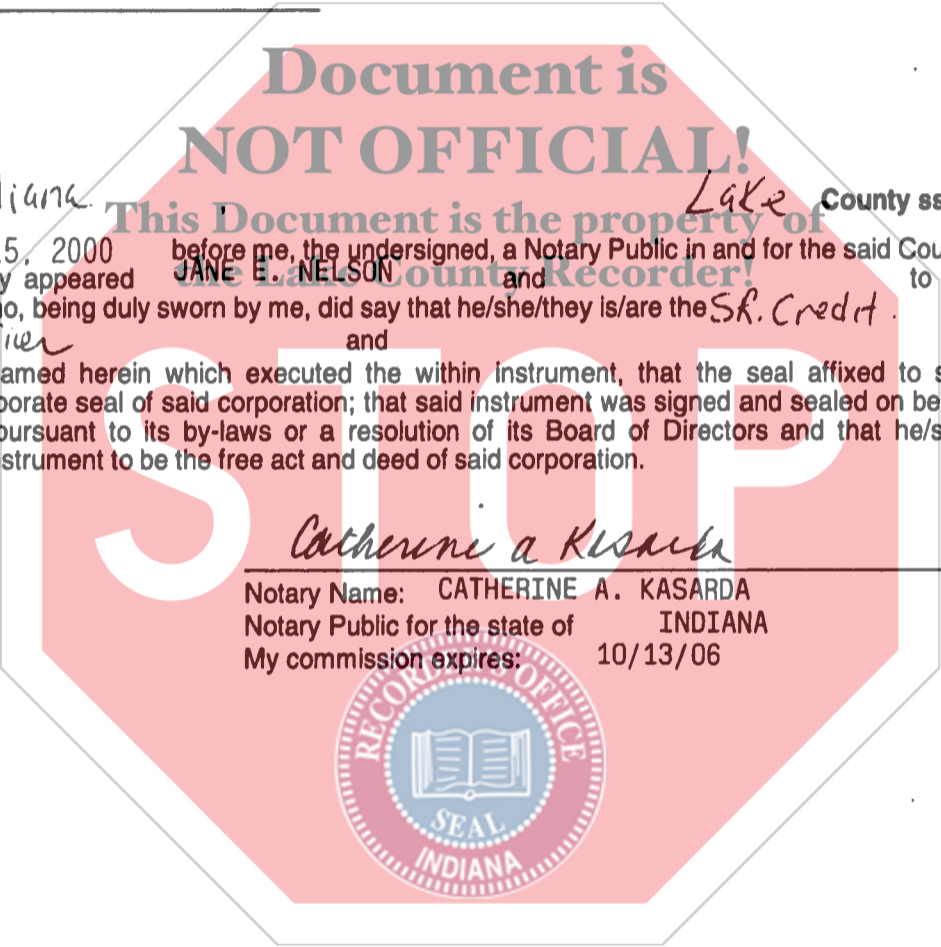 Document is
NOT OFFICIAL!
This Document is the property of
the Lake County Recorder!
STOP
diana Lake County ss
5, 2000 before me, the undersigned, a Notary Public in and for the said Cou
y appeared JANE E. NELSON and to
o, being duly sworn by me, did say that he/she/they is/are the SR. Credit
and
amed herein which executed the within instrument, that the seal affixed to s
porate seal of said corporation; that said instrument was signed and sealed on be
pursuant to its by-laws or a resolution of its Board of Directors and that he/s
strument to be the free act and deed of said corporation.
Catherine a Kasarda
Notary Name: CATHERINE A. KASARDA
Notary Public for the state of INDIANA
My commission expires: 10/13/06
RECORDER'S OFFICE
SEAL
INDIANA